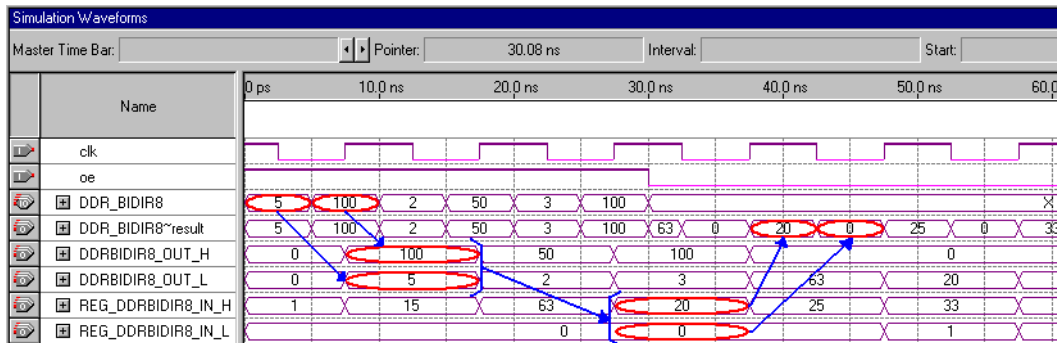 Simulation Waveforms
Master Time Bar: Pointer: 30.08 ns Interval: Start:
Name 0 ps 10.0 ns 20.0 ns 30.0 ns 40.0 ns 50.0 ns 60.0
clk
oe
DDR_BIDIR8 5 100 2 50 3 100 X
DDR_BIDIR8~result 5 100 2 50 3 100 63 0 20 0 25 0 33
DDRBIDIR8_OUT_H 0 100 50 100 0
DDRBIDIR8_OUT_L 0 5 2 3 63 20
REG_DDRBIDIR8_IN_H 1 15 63 20 25 33
REG_DDRBIDIR8_IN_L 0 0 1